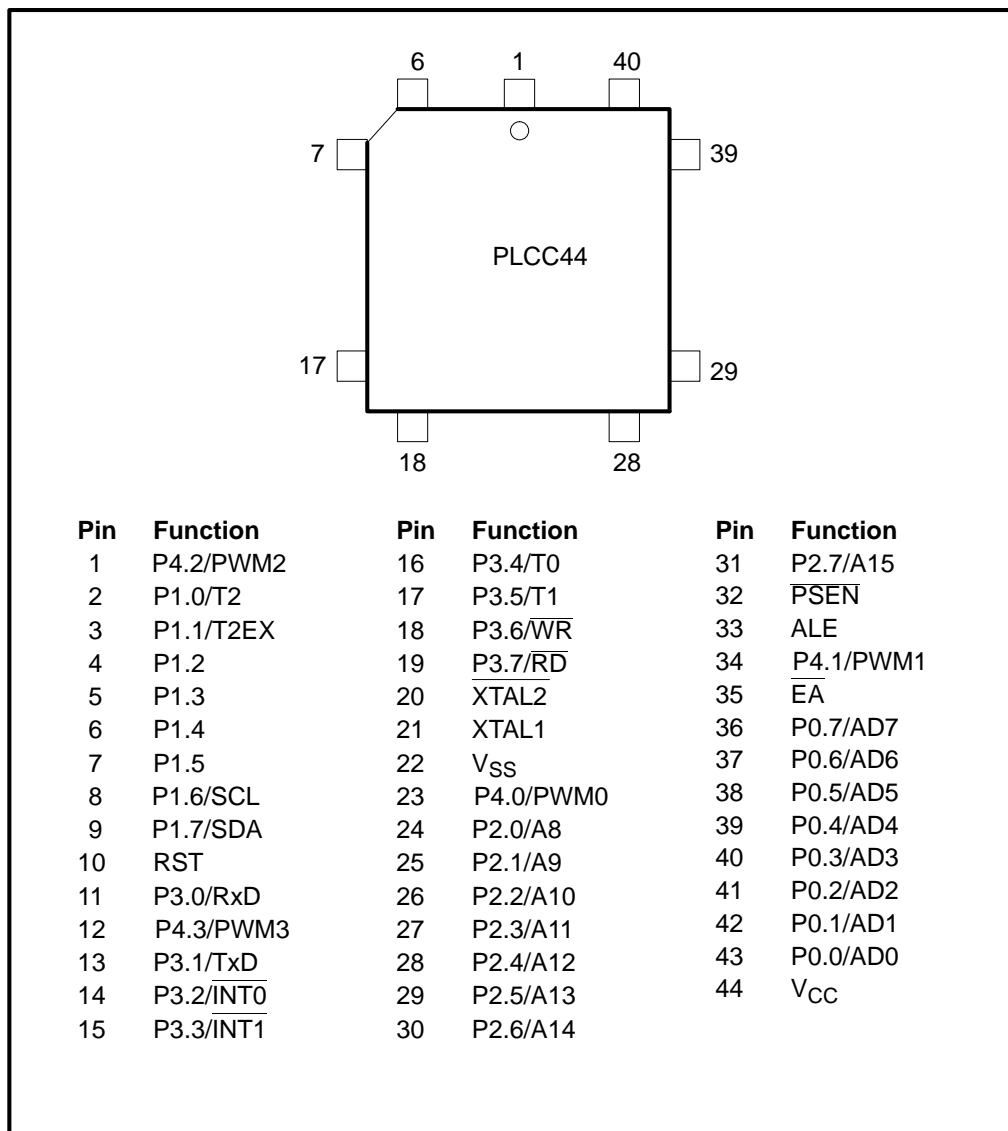 6 1 40
7 39
PLCC44
17 29
18 28
Pin Function
1 P4.2/PWM2
2 P1.0/T2
3 P1.1/T2EX
4 P1.2
5 P1.3
6 P1.4
7 P1.5
8 P1.6/SCL
9 P1.7/SDA
10 RST
11 P3.0/RxD
12 P4.3/PWM3
13 P3.1/TxD
14 P3.2/I̅N̅T̅0̅
15 P3.3/I̅N̅T̅1̅
Pin Function
16 P3.4/T0
17 P3.5/T1
18 P3.6/W̅R̅
19 P3.7/R̅D̅
20 X̅T̅A̅L̅2̅
21 XTAL1
22 VSS
23 P4.0/PWM0
24 P2.0/A8
25 P2.1/A9
26 P2.2/A10
27 P2.3/A11
28 P2.4/A12
29 P2.5/A13
30 P2.6/A14
Pin Function
31 P2.7/A15
32 P̅S̅E̅N̅
33 ALE
34 P4.1/PWM1
35 E̅A̅
36 P0.7/AD7
37 P0.6/AD6
38 P0.5/AD5
39 P0.4/AD4
40 P0.3/AD3
41 P0.2/AD2
42 P0.1/AD1
43 P0.0/AD0
44 VCC